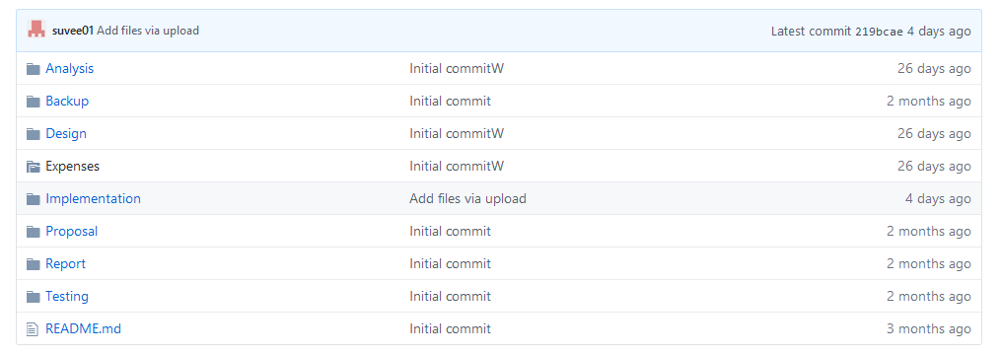 suvee01 Add files via upload Latest commit 219bcae 4 days ago
Analysis Initial commitW 26 days ago
Backup Initial commit 2 months ago
Design Initial commitW 26 days ago
Expenses Initial commitW 26 days ago
Implementation Add files via upload 4 days ago
Proposal Initial commit 2 months ago
Report Initial commit 2 months ago
Testing Initial commit 2 months ago
README.md Initial commit 3 months ago